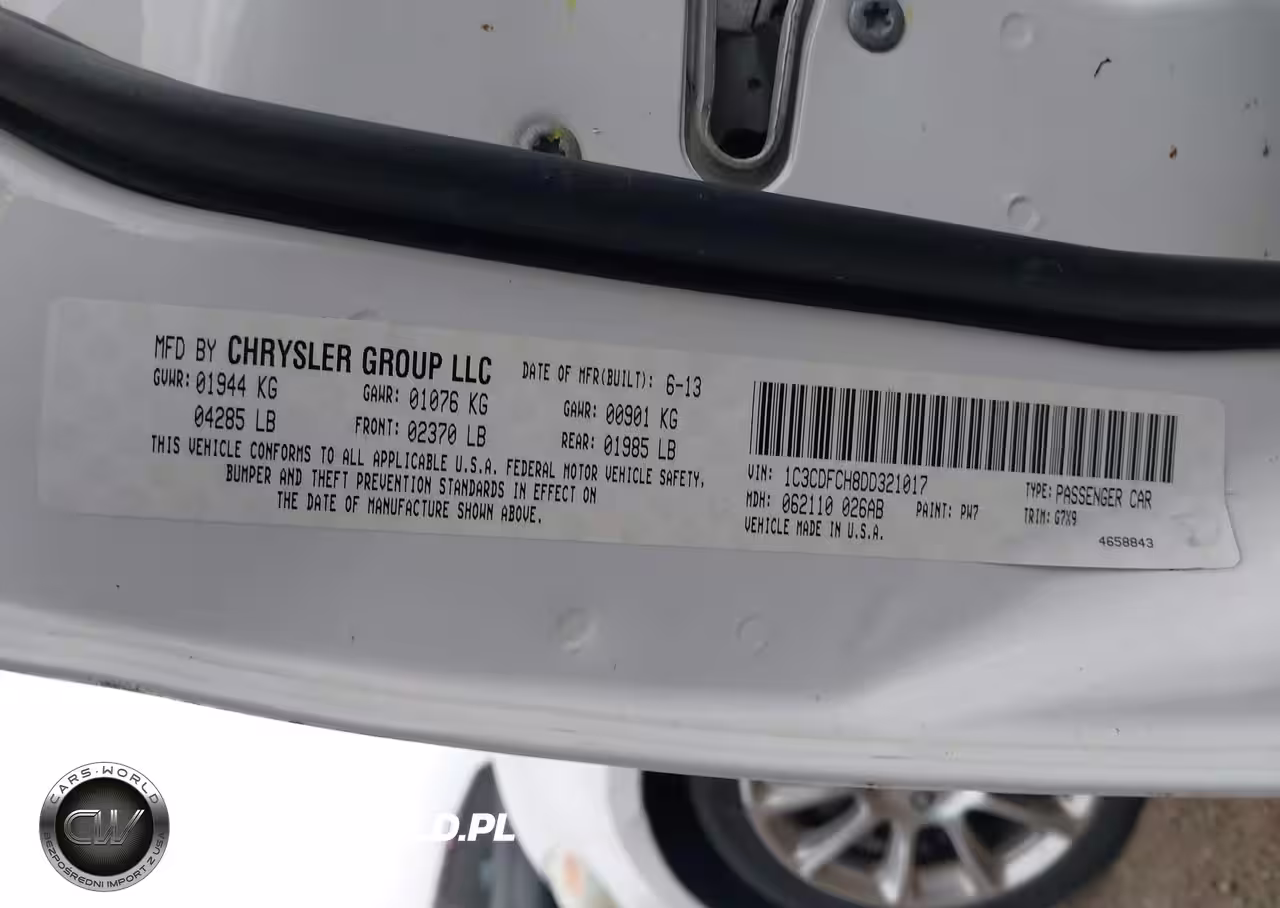 MFD BY CHRYSLER GROUP LLC
DATE OF MFR(BUILT): 6-13
GVWR: 01944 KG
GAWR: 01076 KG
GAWR: 00901 KG
04285 LB
FRONT: 02370 LB
REAR: 01985 LB
THIS VEHICLE CONFORMS TO ALL APPLICABLE U.S.A. FEDERAL MOTOR VEHICLE SAFETY,
BUMPER AND THEFT PREVENTION STANDARDS IN EFFECT ON
THE DATE OF MANUFACTURE SHOWN ABOVE.
VIN: 1C3CDFCH8DD321017
TYPE: PASSENGER CAR
MDH: 062110 026AB
PAINT: PW7
TRIM: G7X9
VEHICLE MADE IN U.S.A.
4658843
CARS·WORLD
CW
BEZPOŚREDNI IMPORT Z USA
LD.PL